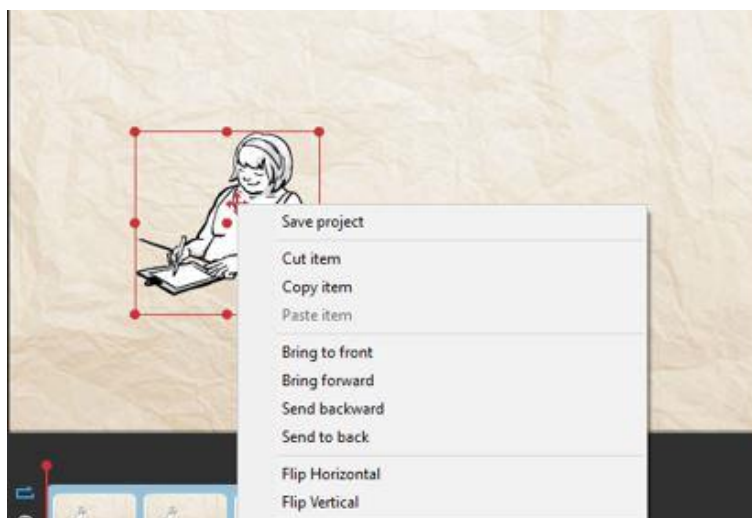 Save project
Cut item
Copy item
Paste item
Bring to front
Bring forward
Send backward
Send to back
Flip Horizontal
Flip Vertical